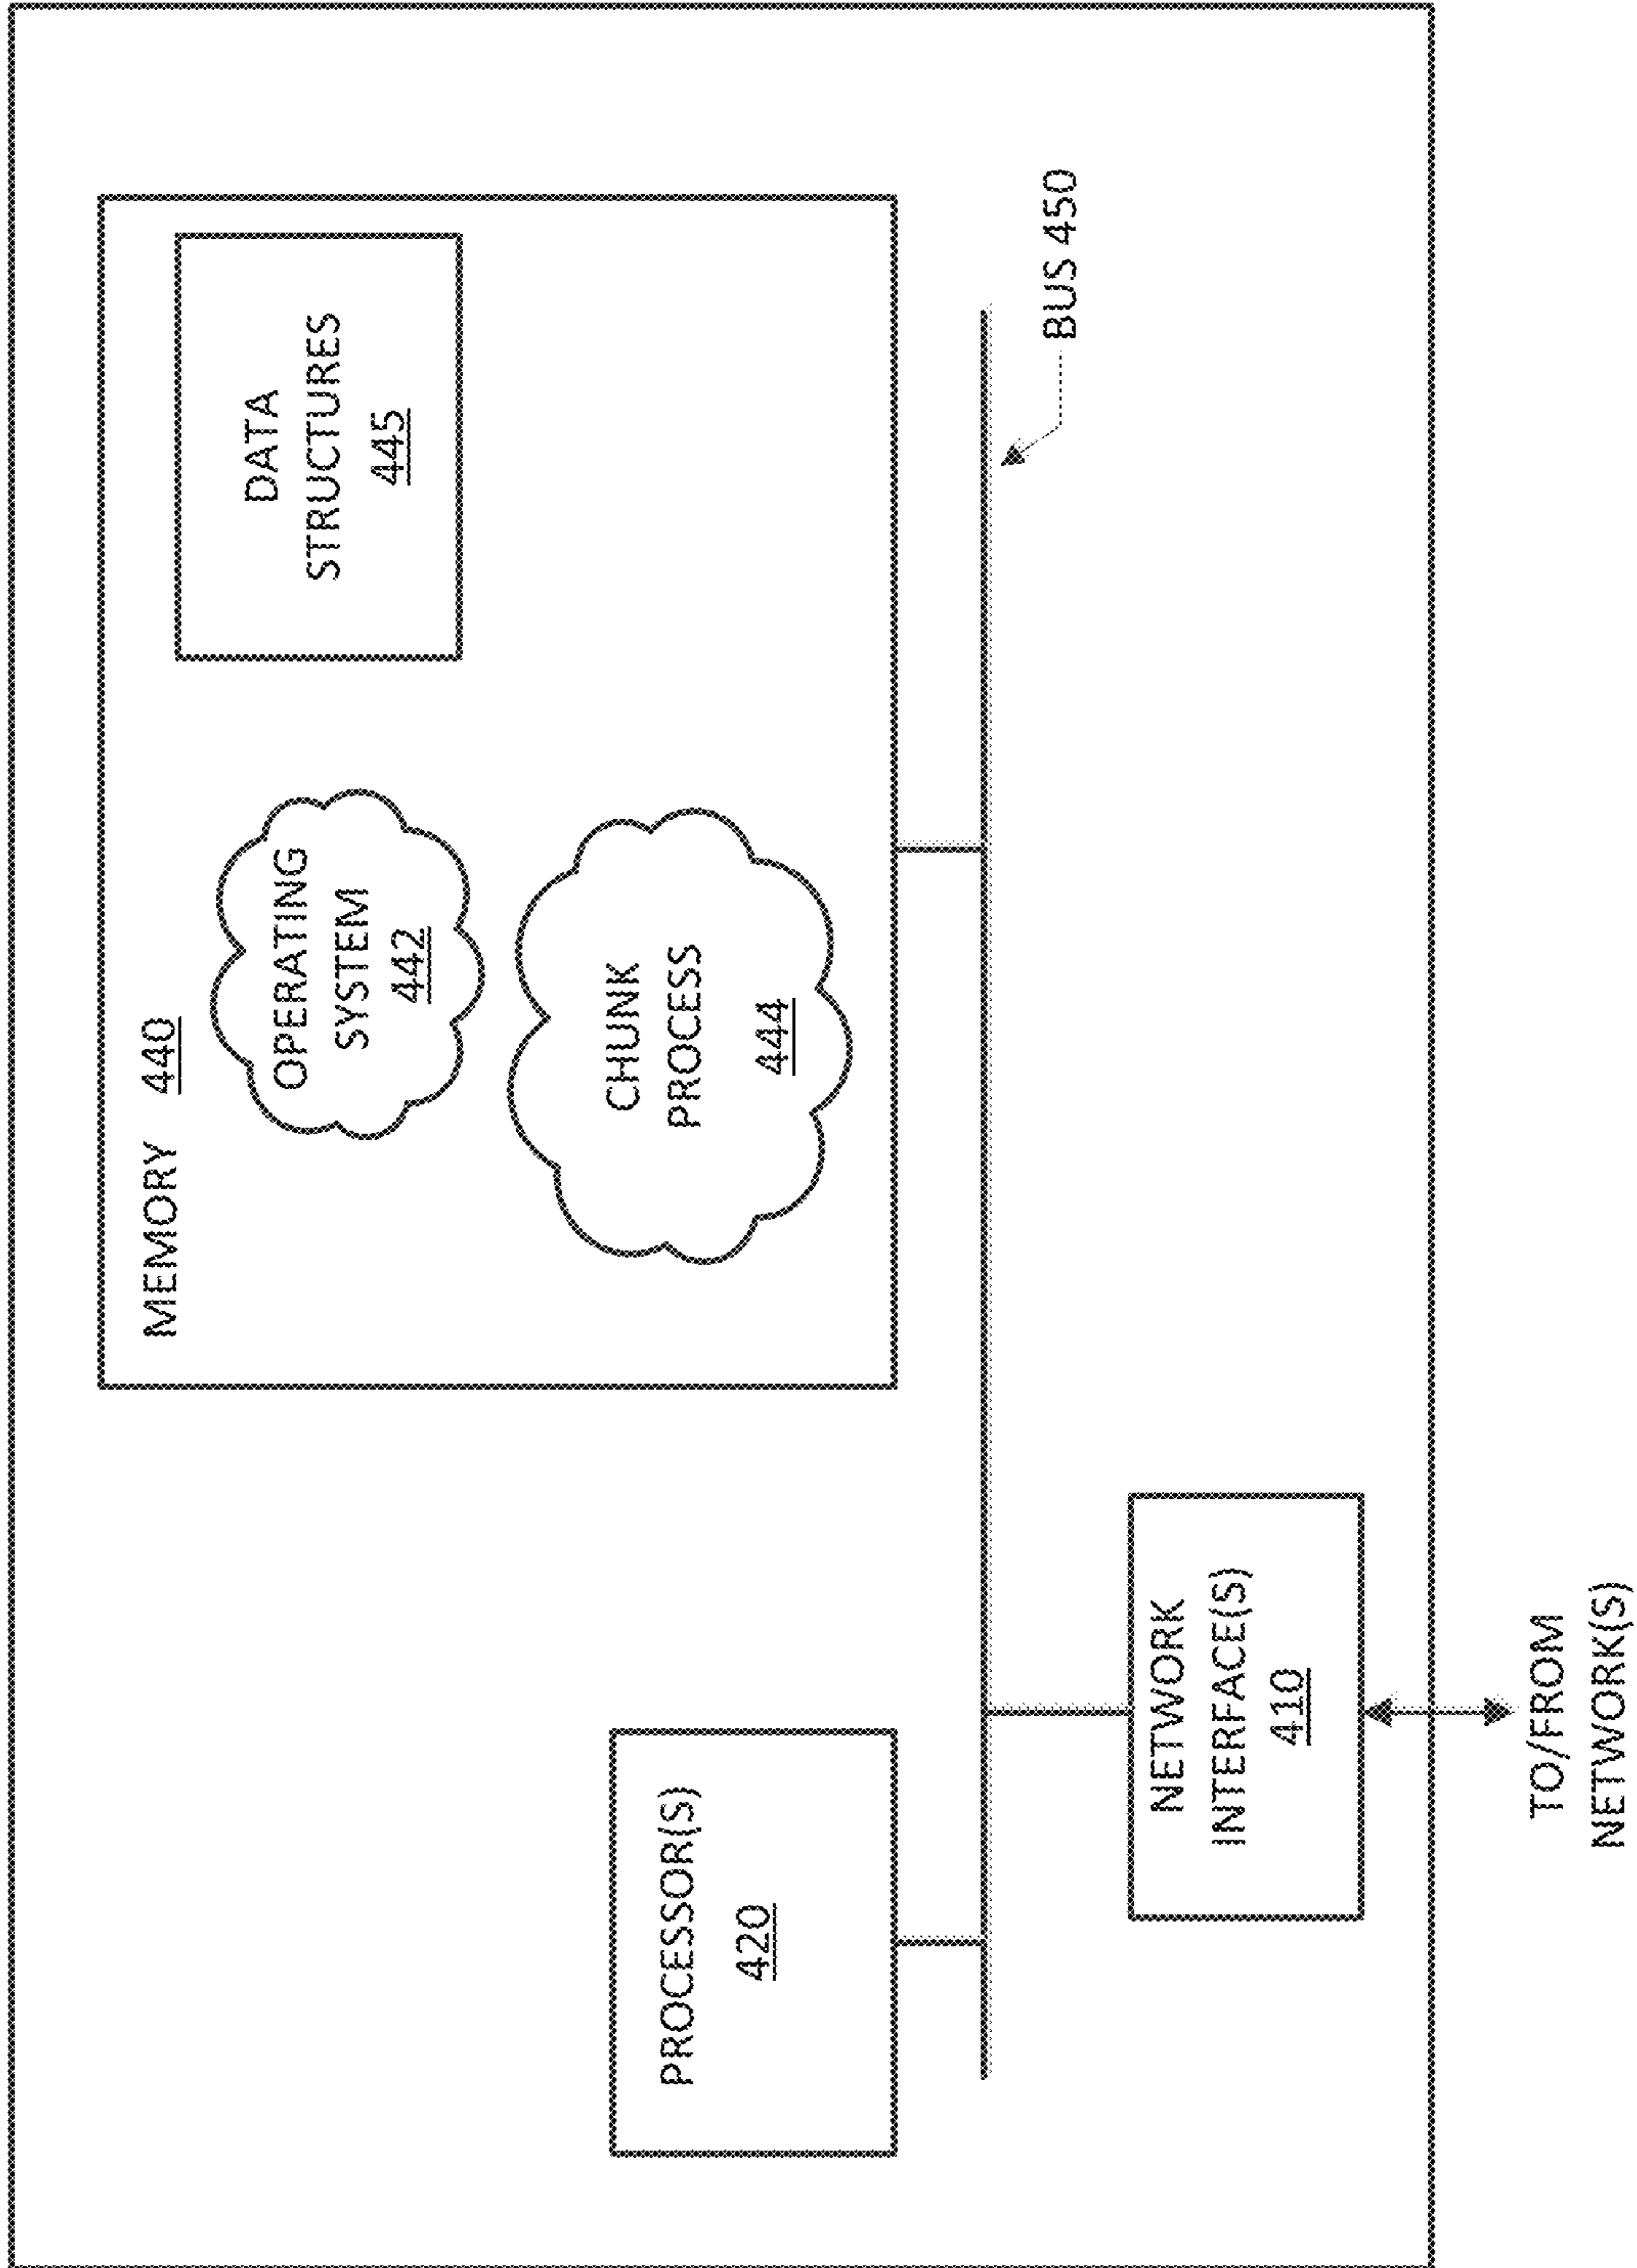 MEMORY 440
OPERATING
SYSTEM
442
DATA
STRUCTURES
445
CHUNK
PROCESS
444
PROCESSOR(S)
420
BUS 450
NETWORK
INTERFACE(S)
410
TO/FROM
NETWORK(S)